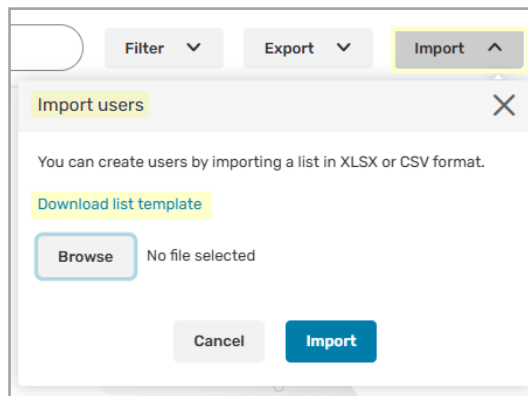 Filter Export Import
Import users
You can create users by importing a list in XLSX or CSV format.
Download list template
Browse No file selected
Cancel Import